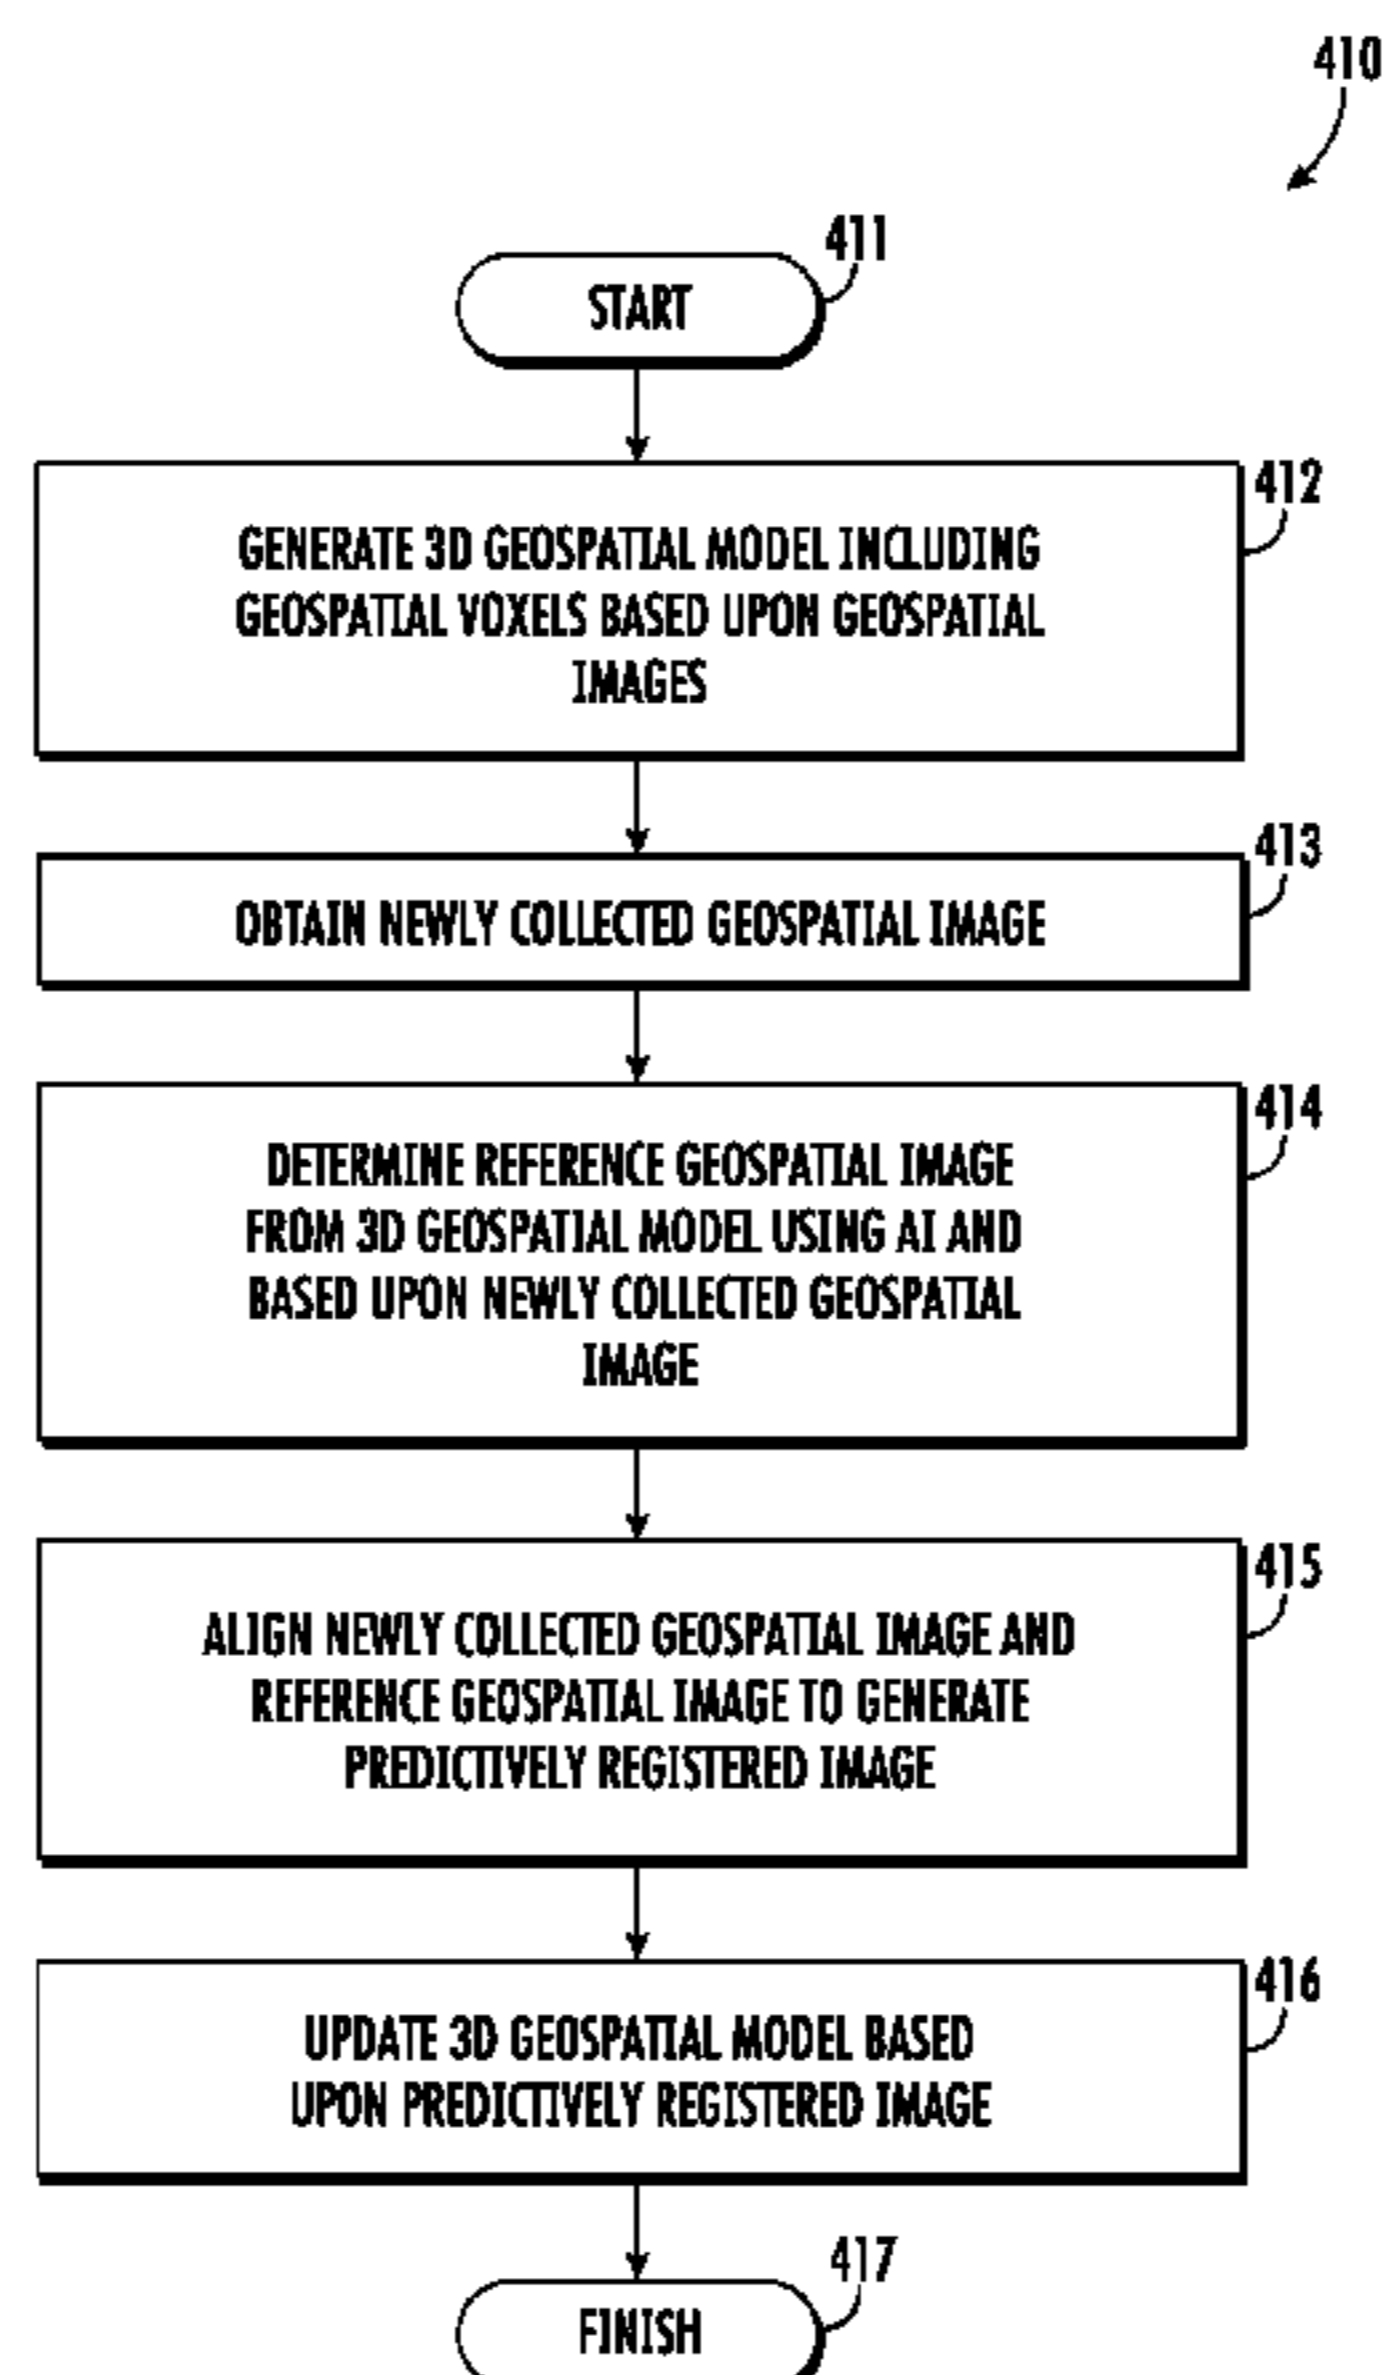 410
411
START
412
GENERATE 3D GEOSPATIAL MODEL INCLUDING
GEOSPATIAL VOXELS BASED UPON GEOSPATIAL
IMAGES
413
OBTAIN NEWLY COLLECTED GEOSPATIAL IMAGE
414
DETERMINE REFERENCE GEOSPATIAL IMAGE
FROM 3D GEOSPATIAL MODEL USING AI AND
BASED UPON NEWLY COLLECTED GEOSPATIAL
IMAGE
415
ALIGN NEWLY COLLECTED GEOSPATIAL IMAGE AND
REFERENCE GEOSPATIAL IMAGE TO GENERATE
PREDICTIVELY REGISTERED IMAGE
416
UPDATE 3D GEOSPATIAL MODEL BASED
UPON PREDICTIVELY REGISTERED IMAGE
417
FINISH